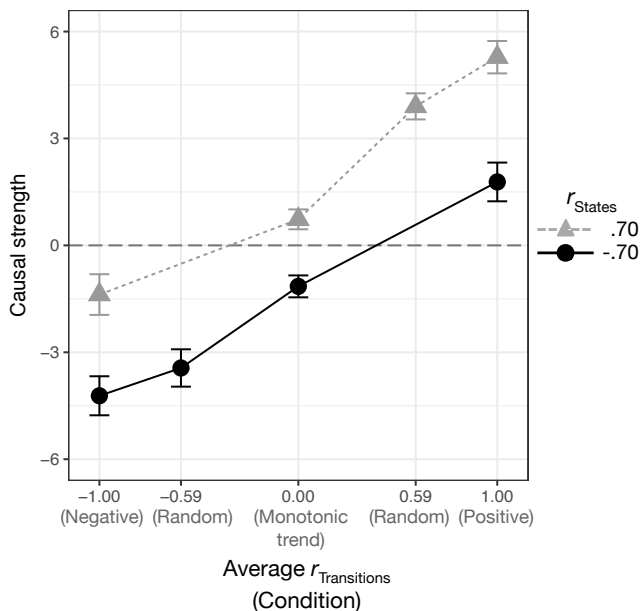 6
3
0
−3
−6
Causal strength
−1.00 −0.59 0.00 0.59 1.00
(Negative) (Random) (Monotonic (Random) (Positive)
trend)
Average rTransitions
(Condition)
rStates
.70
-.70